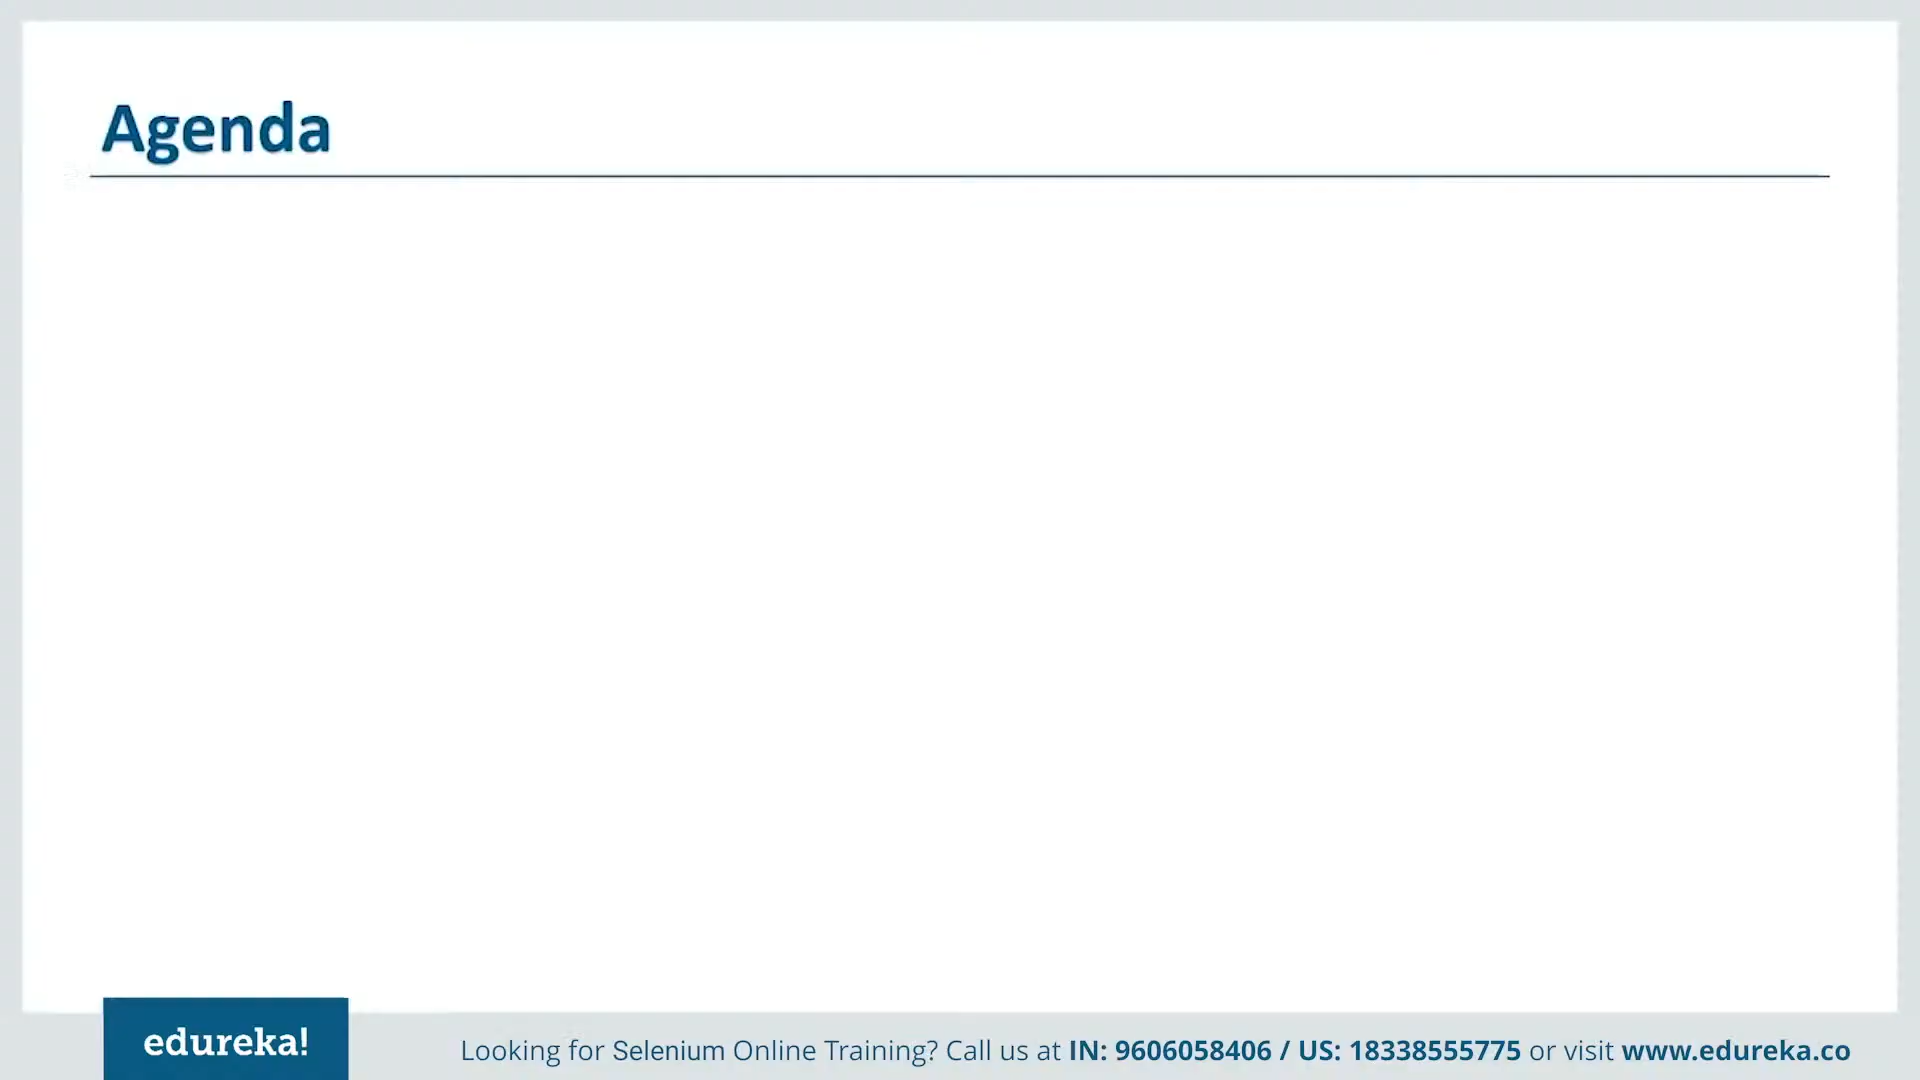 Agenda
edureka!
Looking for Selenium Online Training? Call us at IN: 9606058406 / US: 18338555775 or visit www.edureka.co